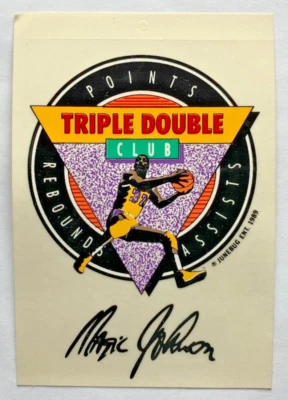 POINTS
TRIPLE DOUBLE
CLUB
REBOUNDS
ASSISTS
® JUNEBUG ENT. 1989
Magic Johnson